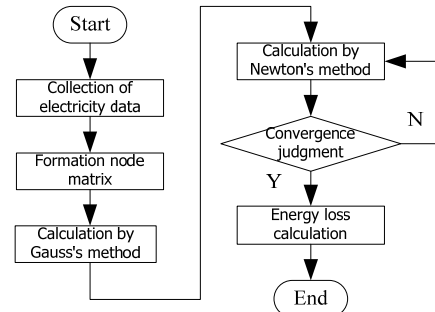 Start
Collection of
electricity data
Formation node
matrix
Calculation by
Gauss's method
Calculation by
Newton's method
Convergence
judgment
N
Y
Energy loss
calculation
End